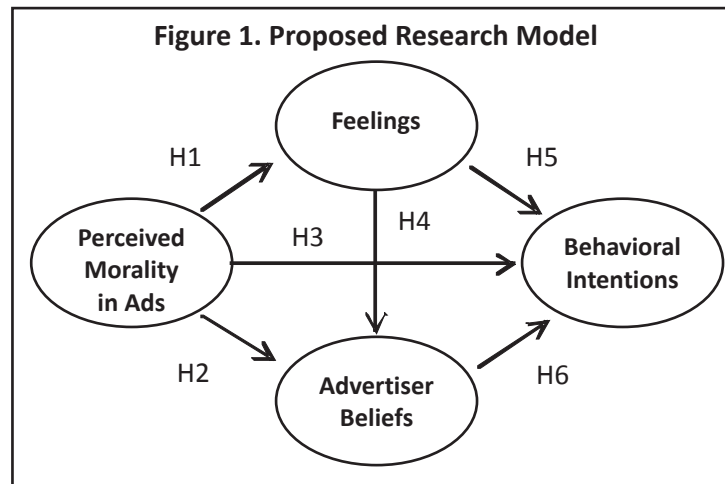 Figure 1. Proposed Research Model
Feelings
H1
H5
H3
H4
Perceived
Morality
in Ads
Behavioral
Intentions
H2
H6
Advertiser
Beliefs